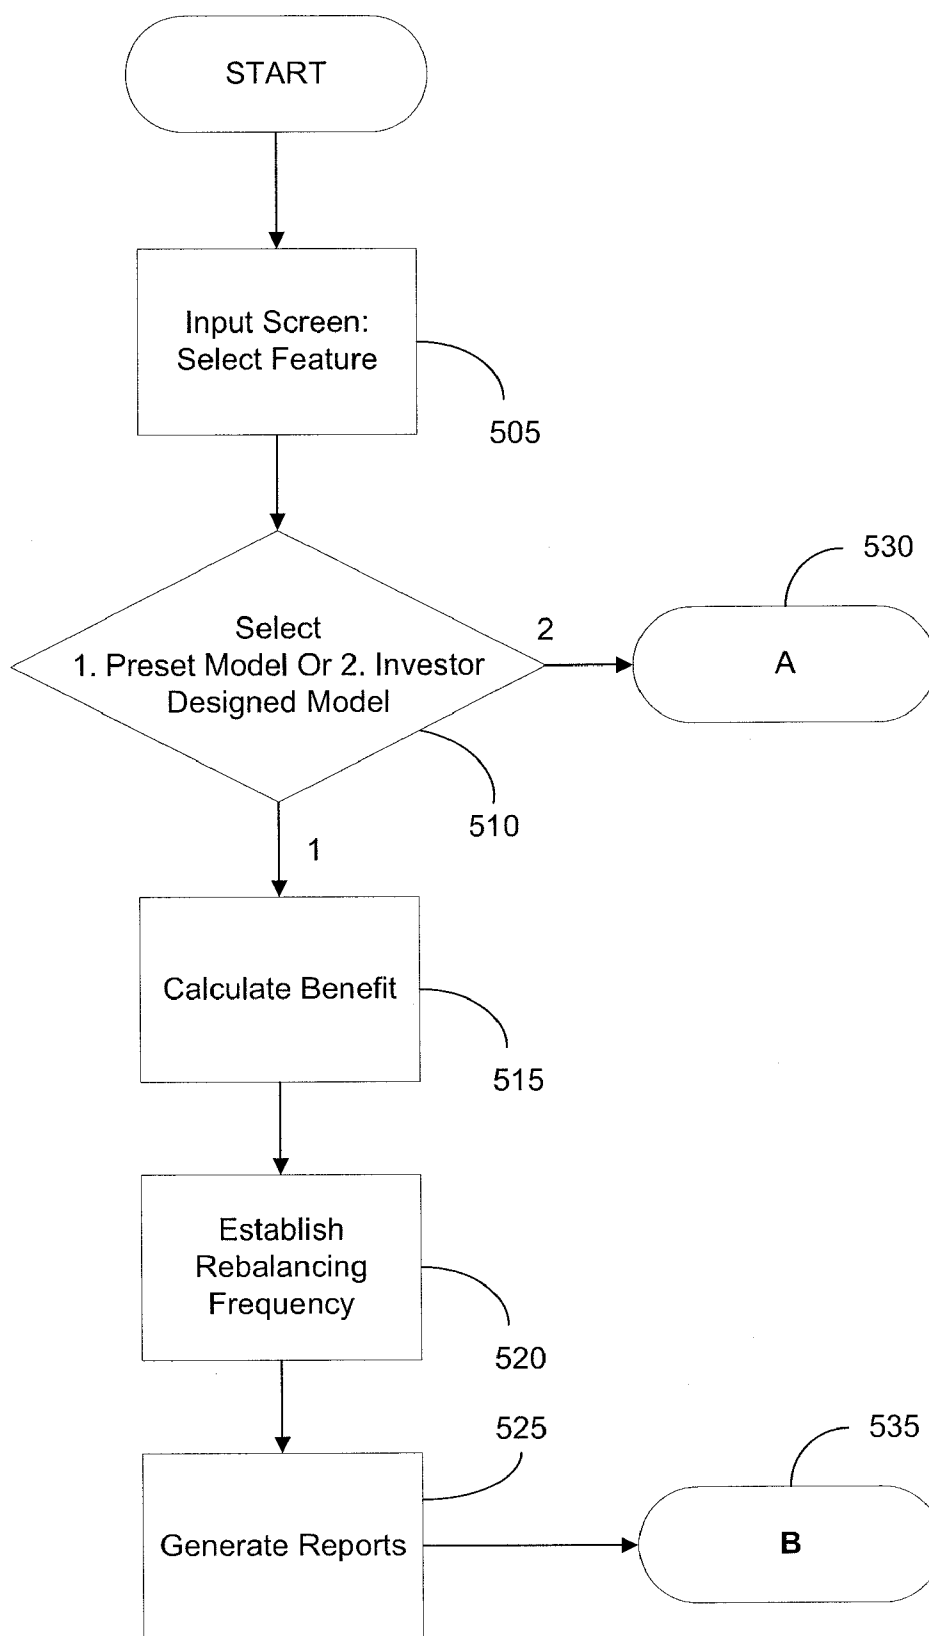 START
Input Screen:
Select Feature
505
530
Select
1. Preset Model Or 2. Investor
Designed Model
2
A
510
1
Calculate Benefit
515
Establish
Rebalancing
Frequency
520
525
535
Generate Reports
B